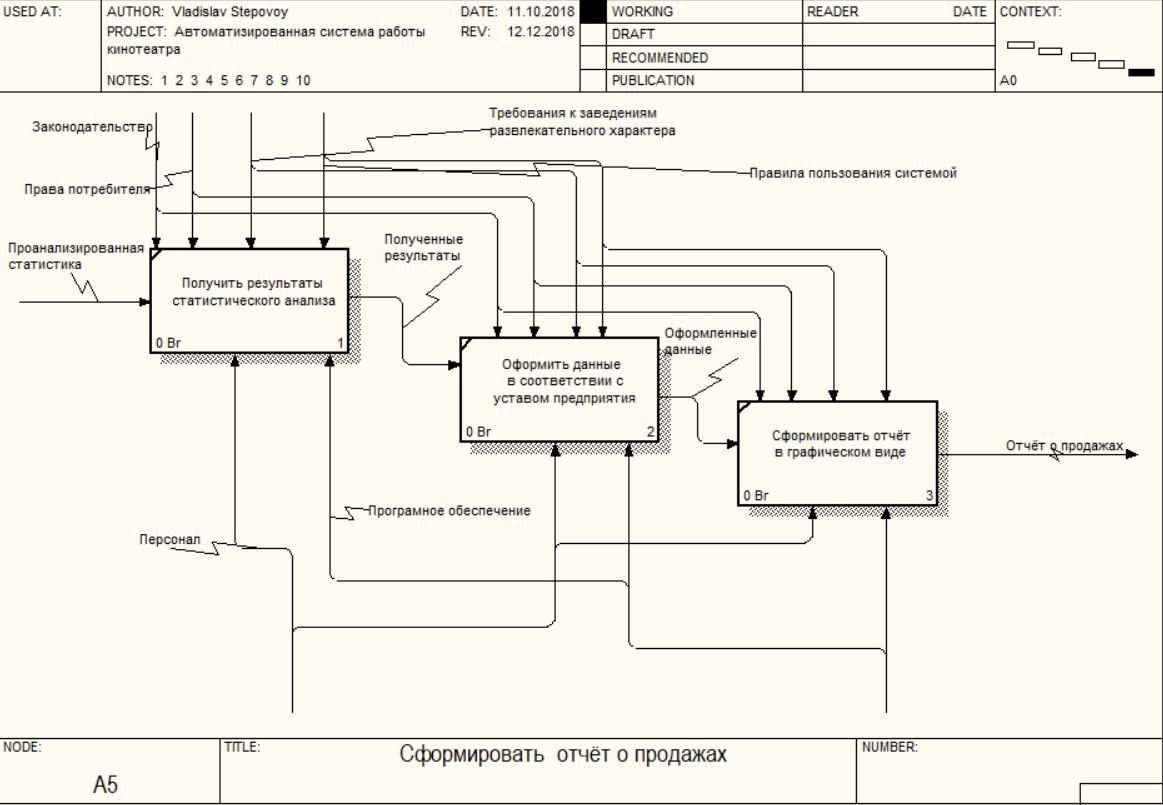 USED AT:
AUTHOR: Vladislav Stepovoy
DATE: 11.10.2018
PROJECT: Автоматизированная система работы
кинотеатра
REV: 12.12.2018
NOTES: 1 2 3 4 5 6 7 8 9 10
WORKING
DRAFT
RECOMMENDED
PUBLICATION
READER
DATE
CONTEXT:
A0
Законодательство
Требования к заведениям
развлекательного характера
Права потребителя
Правила пользования системой
Проанализированная
статистика
Полученные
результаты
Получить результаты
статистического анализа
0 Br
1
Оформленные
данные
Оформить данные
в соответствии с
уставом предприятия
0 Br
2
Сформировать отчёт
в графическом виде
0 Br
3
Отчёт о продажах
Програмное обеспечение
Персонал
NODE:
A5
TITLE:
Сформировать отчёт о продажах
NUMBER: